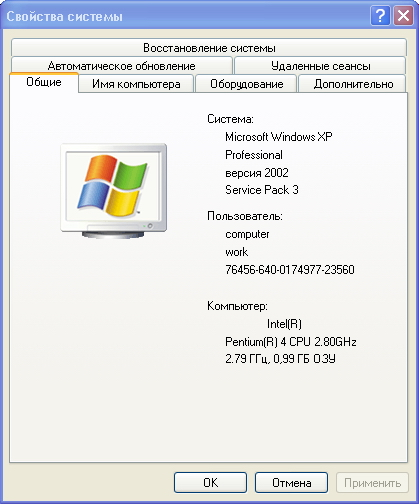 Свойства системы
Восстановление системы
Автоматическое обновление Удаленные сеансы
Общие Имя компьютера Оборудование Дополнительно
Система:
Microsoft Windows XP
Professional
версия 2002
Service Pack 3
Пользователь:
computer
work
76456-640-0174977-23560
Компьютер:
Intel(R)
Pentium(R) 4 CPU 2.80GHz
2.79 ГГц, 0,99 ГБ ОЗУ
OK Отмена Применить